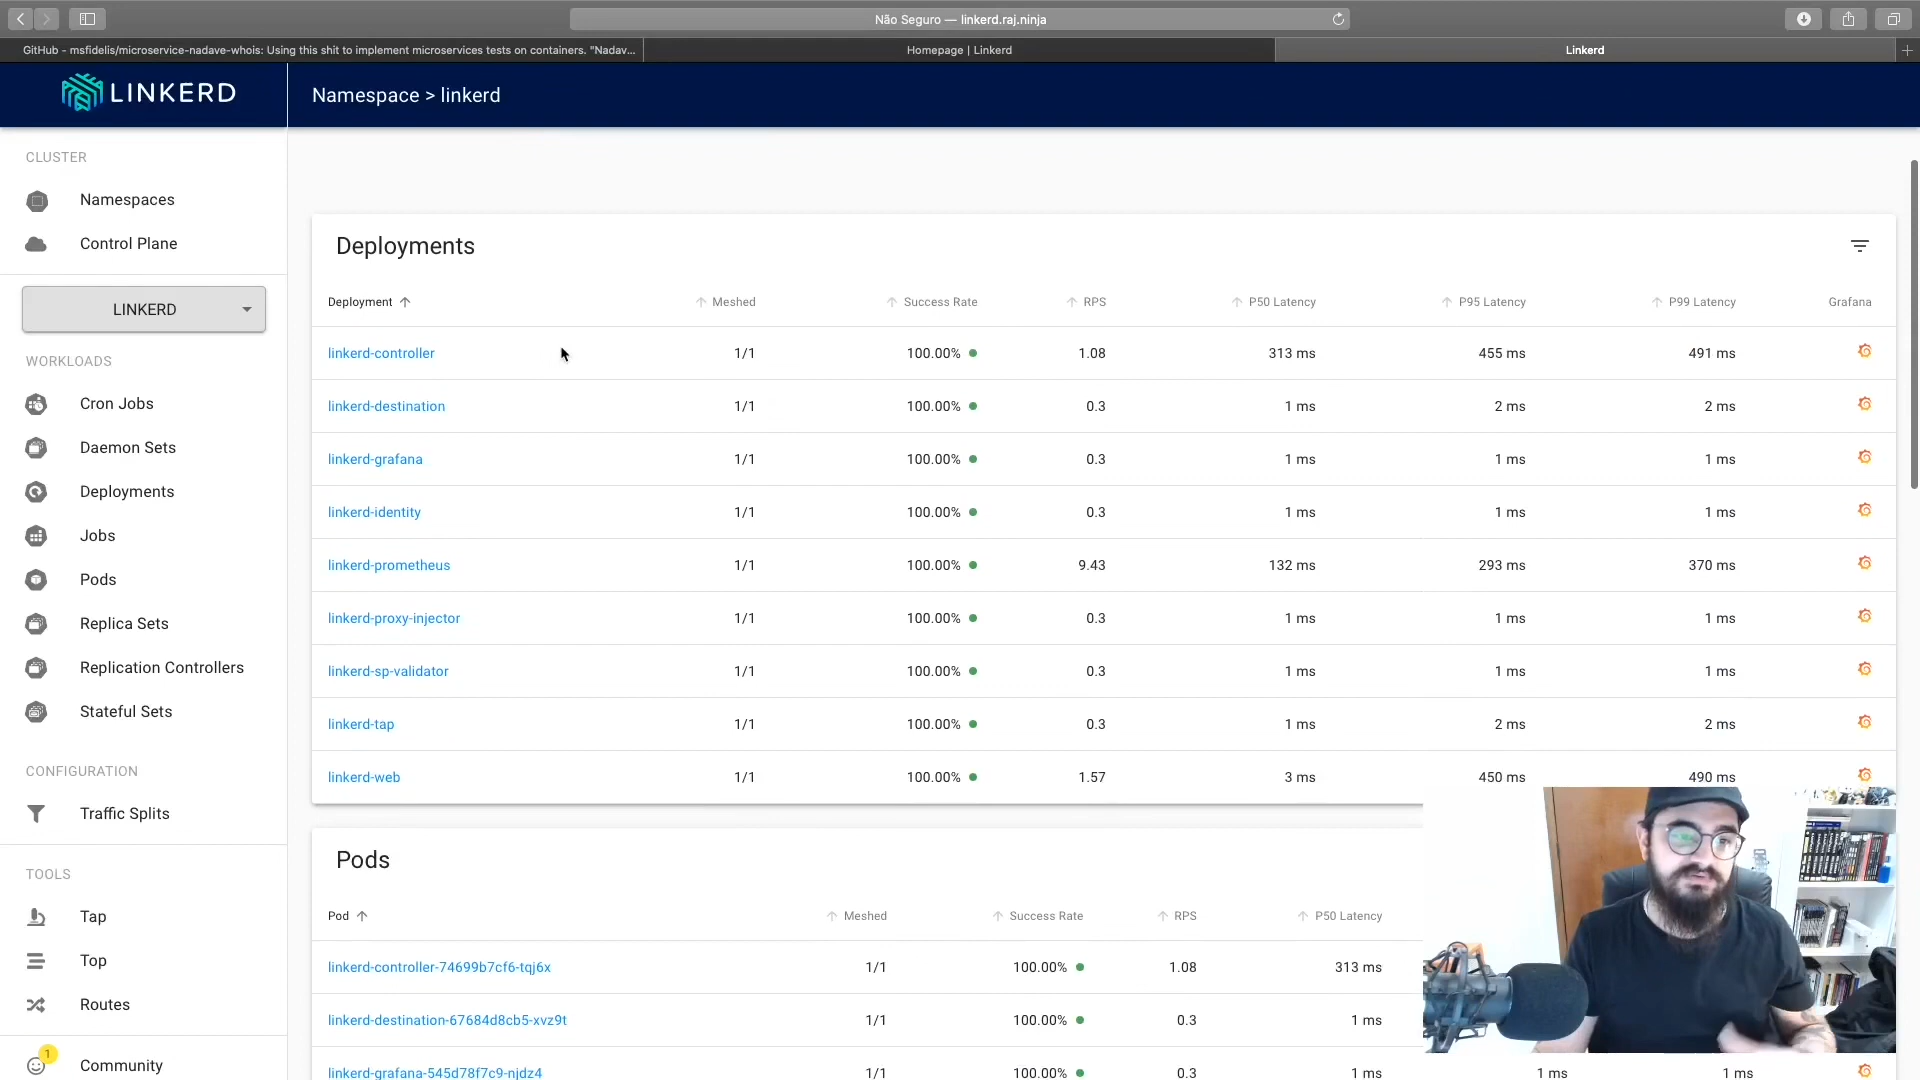 Não Seguro — linkerd.raj.ninja
GitHub - msfidelis/microservice-nadave-whois: Using this shit to implement microservices tests on containers. "Nadav...
Homepage | Linkerd
Linkerd
LINKERD
Namespace > linkerd
CLUSTER
Namespaces
Control Plane
LINKERD
WORKLOADS
Cron Jobs
Daemon Sets
Deployments
Jobs
Pods
Replica Sets
Replication Controllers
Stateful Sets
CONFIGURATION
Traffic Splits
TOOLS
Tap
Top
Routes
1
Community
Deployments
Deployment Meshed Success Rate RPS P50 Latency P95 Latency P99 Latency Grafana
linkerd-controller 1/1 100.00% 1.08 313 ms 455 ms 491 ms
linkerd-destination 1/1 100.00% 0.3 1 ms 2 ms 2 ms
linkerd-grafana 1/1 100.00% 0.3 1 ms 1 ms 1 ms
linkerd-identity 1/1 100.00% 0.3 1 ms 1 ms 1 ms
linkerd-prometheus 1/1 100.00% 9.43 132 ms 293 ms 370 ms
linkerd-proxy-injector 1/1 100.00% 0.3 1 ms 1 ms 1 ms
linkerd-sp-validator 1/1 100.00% 0.3 1 ms 1 ms 1 ms
linkerd-tap 1/1 100.00% 0.3 1 ms 2 ms 2 ms
linkerd-web 1/1 100.00% 1.57 3 ms 450 ms 490 ms
Pods
Pod Meshed Success Rate RPS P50 Latency
linkerd-controller-74699b7cf6-tqj6x 1/1 100.00% 1.08 313 ms
linkerd-destination-67684d8cb5-xvz9t 1/1 100.00% 0.3 1 ms
linkerd-grafana-545d78f7c9-njdz4 1/1 100.00% 0.3 1 ms 1 ms 1 ms